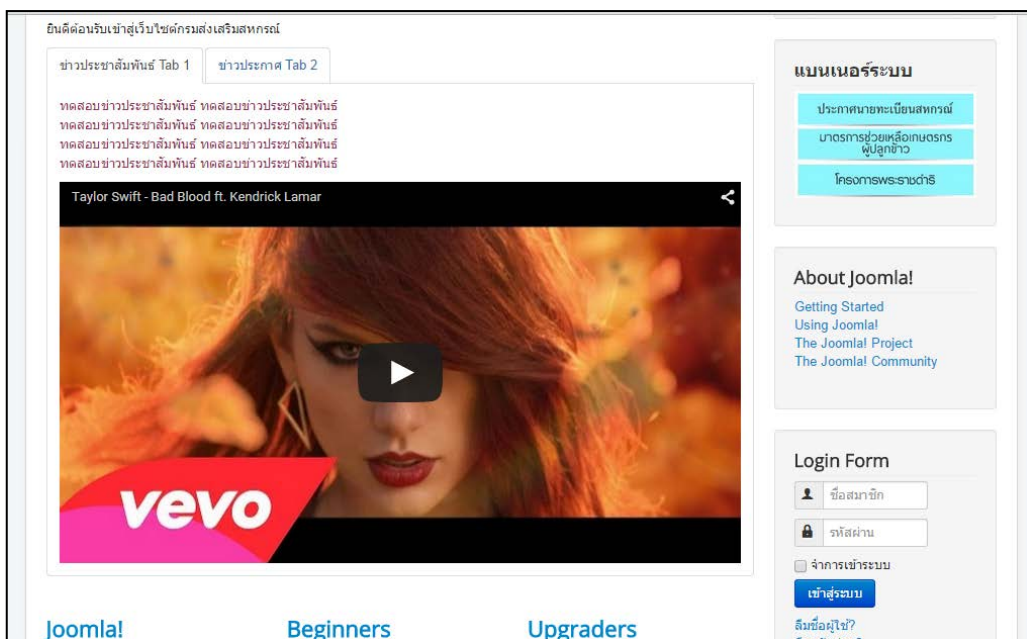 ยินดีต้อนรับเข้าสู่เว็บไซต์กรมส่งเสริมสหกรณ์
ข่าวประชาสัมพันธ์ Tab 1
ข่าวประกาศ Tab 2
ทดสอบข่าวประชาสัมพันธ์ ทดสอบข่าวประชาสัมพันธ์
ทดสอบข่าวประชาสัมพันธ์ ทดสอบข่าวประชาสัมพันธ์
ทดสอบข่าวประชาสัมพันธ์ ทดสอบข่าวประชาสัมพันธ์
ทดสอบข่าวประชาสัมพันธ์ ทดสอบข่าวประชาสัมพันธ์
Taylor Swift - Bad Blood ft. Kendrick Lamar
vevo
Joomla!
Beginners
Upgraders
แบนเนอร์ระบบ
ประกาศนายทะเบียนสหกรณ์
มาตรการช่วยเหลือเกษตรกร
ผู้ปลูกข้าว
โครงการพระราชดำริ
About Joomla!
Getting Started
Using Joomla!
The Joomla! Project
The Joomla! Community
Login Form
ชื่อสมาชิก
รหัสผ่าน
จำการเข้าระบบ
เข้าสู่ระบบ
ลืมชื่อผู้ใช้?